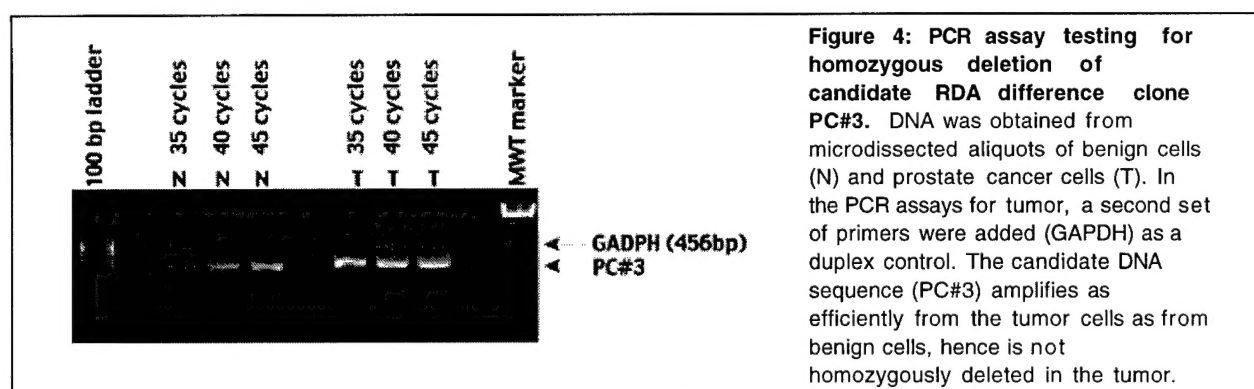 100 bp ladder
N 35 cycles
N 40 cycles
N 45 cycles
T 35 cycles
T 40 cycles
T 45 cycles
MWT marker
GADPH (456bp)
PC#3
Figure 4: PCR assay testing for
homozygous deletion of
candidate RDA difference clone
PC#3. DNA was obtained from
microdissected aliquots of benign cells
(N) and prostate cancer cells (T). In
the PCR assays for tumor, a second set
of primers were added (GAPDH) as a
duplex control. The candidate DNA
sequence (PC#3) amplifies as
efficiently from the tumor cells as from
benign cells, hence is not
homozygously deleted in the tumor.